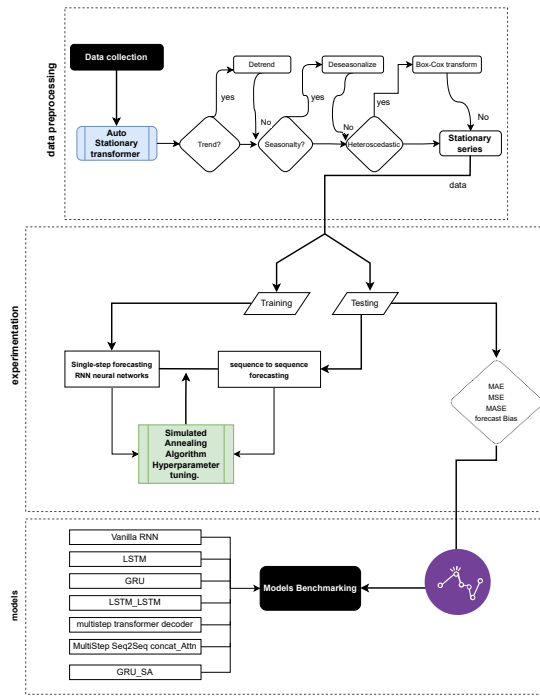 data preprocessing
Data collection
Detrend
Deseasonalize
Box-Cox transform
yes
yes
yes
No
No
No
Auto
Stationary
transformer
Trend?
Seasonalty?
Heteroscedastic
Stationary
series
data
experimentation
Training
Testing
Single-step forecasting
RNN neural networks
sequence to sequence
forecasting
MAE
MSE
MASE
forecast Bias
Simulated
Annealing
Algorithm
Hyperparameter
tuning.
models
Vanilla RNN
LSTM
GRU
LSTM_LSTM
multistep transformer decoder
MultiStep Seq2Seq concat_Attn
GRU_SA
Models Benchmarking